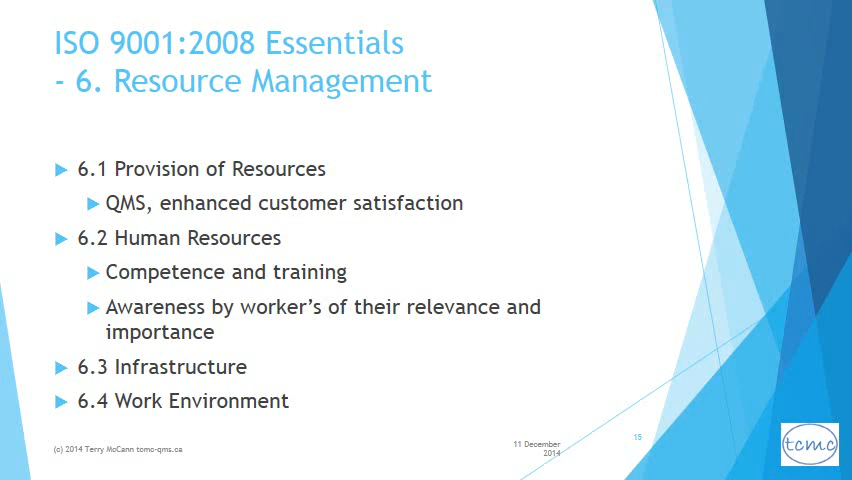 ISO 9001:2008 Essentials
- 6. Resource Management
6.1 Provision of Resources
QMS, enhanced customer satisfaction
6.2 Human Resources
Competence and training
Awareness by worker's of their relevance and
importance
6.3 Infrastructure
6.4 Work Environment
(c) 2014 Terry McCann tcmc-qms.ca
11 December
2014
15
tcmc